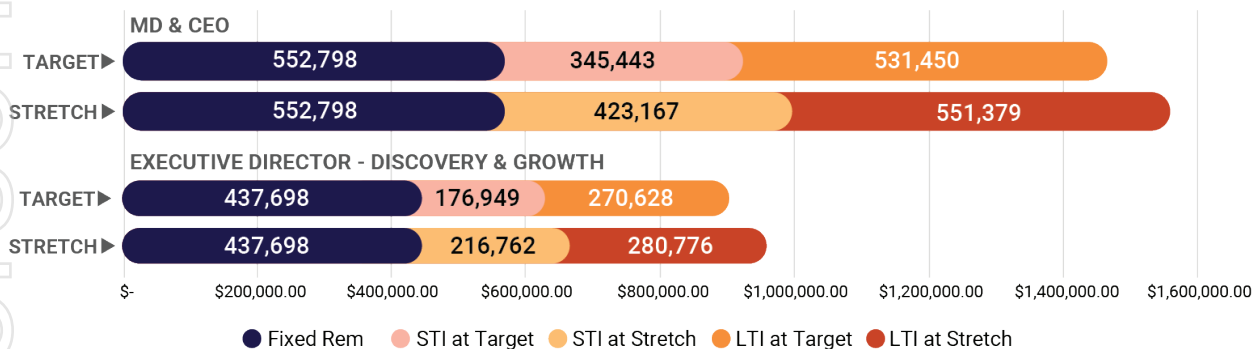 MD & CEO
TARGET▶ 552,798 345,443 531,450
STRETCH▶ 552,798 423,167 551,379
EXECUTIVE DIRECTOR - DISCOVERY & GROWTH
TARGET▶ 437,698 176,949 270,628
STRETCH▶ 437,698 216,762 280,776
$- $200,000.00 $400,000.00 $600,000.00 $800,000.00 $1,000,000.00 $1,200,000.00 $1,400,000.00 $1,600,000.00
Fixed Rem STI at Target STI at Stretch LTI at Target LTI at Stretch